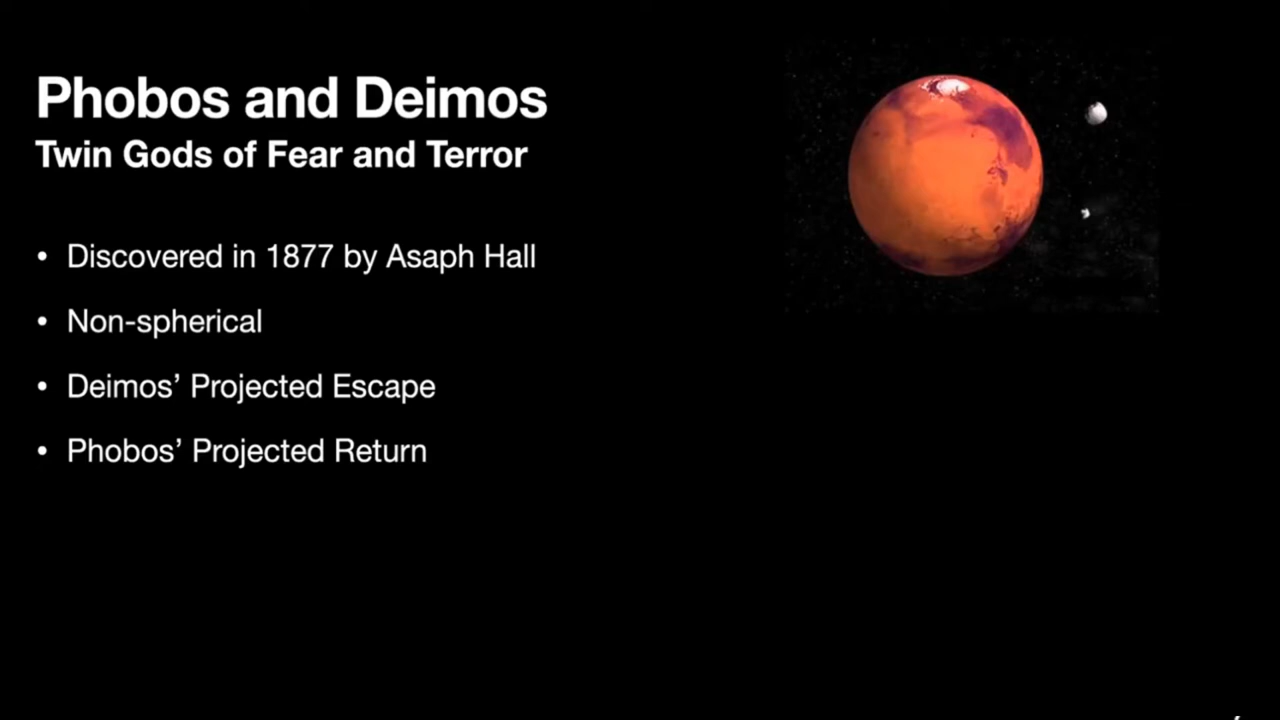 Phobos and Deimos
Twin Gods of Fear and Terror
• Discovered in 1877 by Asaph Hall
• Non-spherical
• Deimos’ Projected Escape
• Phobos’ Projected Return